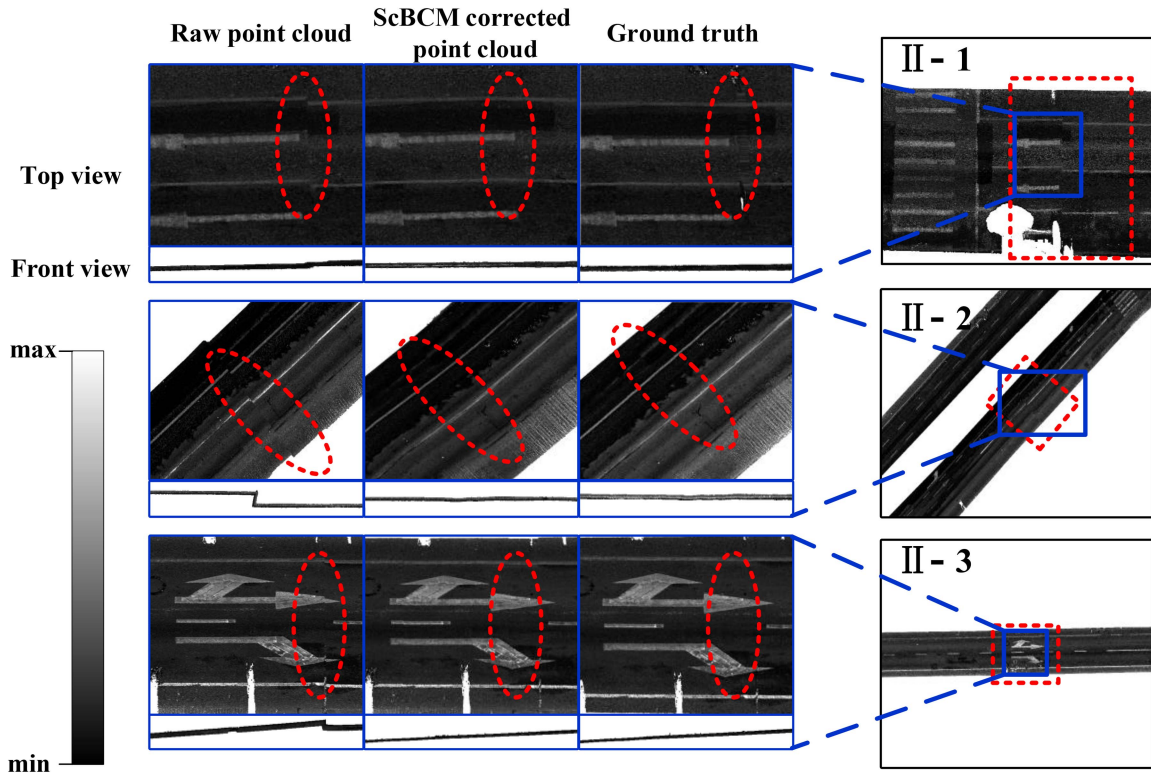 Raw point cloud
ScBCM corrected
point cloud
Ground truth
Top view
Front view
max
min
Ⅱ - 1
Ⅱ - 2
Ⅱ - 3